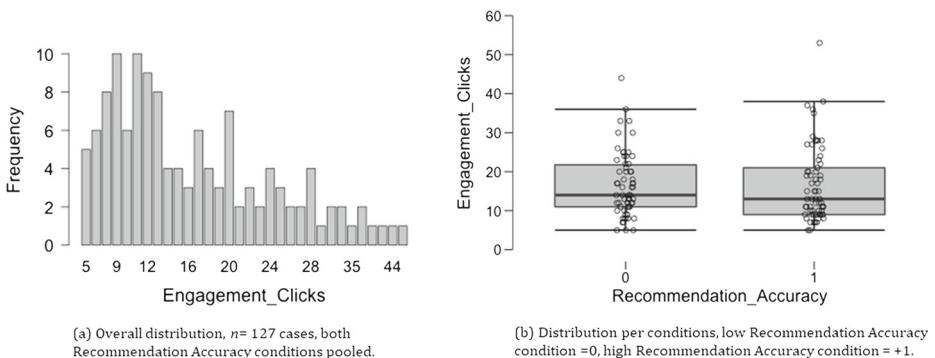 10
8
6
4
2
0
Frequency
5 9 12 16 20 24 28 35 44
Engagement_Clicks
(a) Overall distribution, n= 127 cases, both
Recommendation Accuracy conditions pooled.
60
50
40
30
20
10
0
Engagement_Clicks
0 1
Recommendation_Accuracy
(b) Distribution per conditions, low Recommendation Accuracy
condition =0, high Recommendation Accuracy condition = +1.